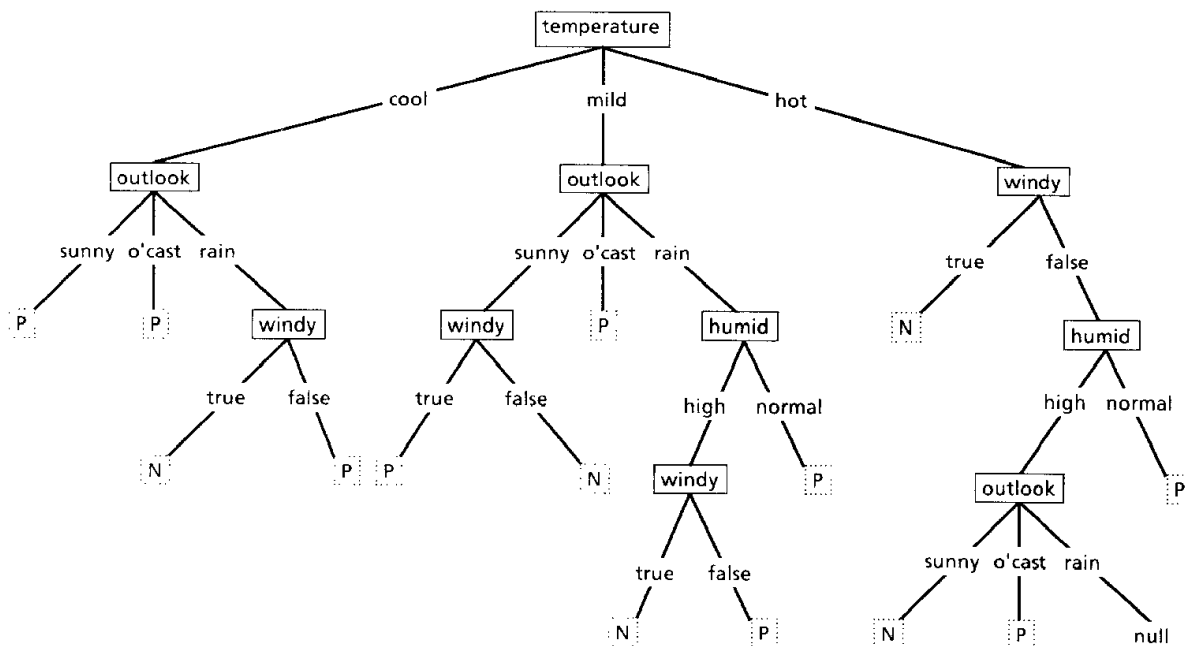 temperature
cool mild hot
outlook outlook windy
sunny o'cast rain sunny o'cast rain true false
P P windy windy P humid N humid
true false true false high normal high normal
N P P N windy P outlook P
true false sunny o'cast rain
N P N P null